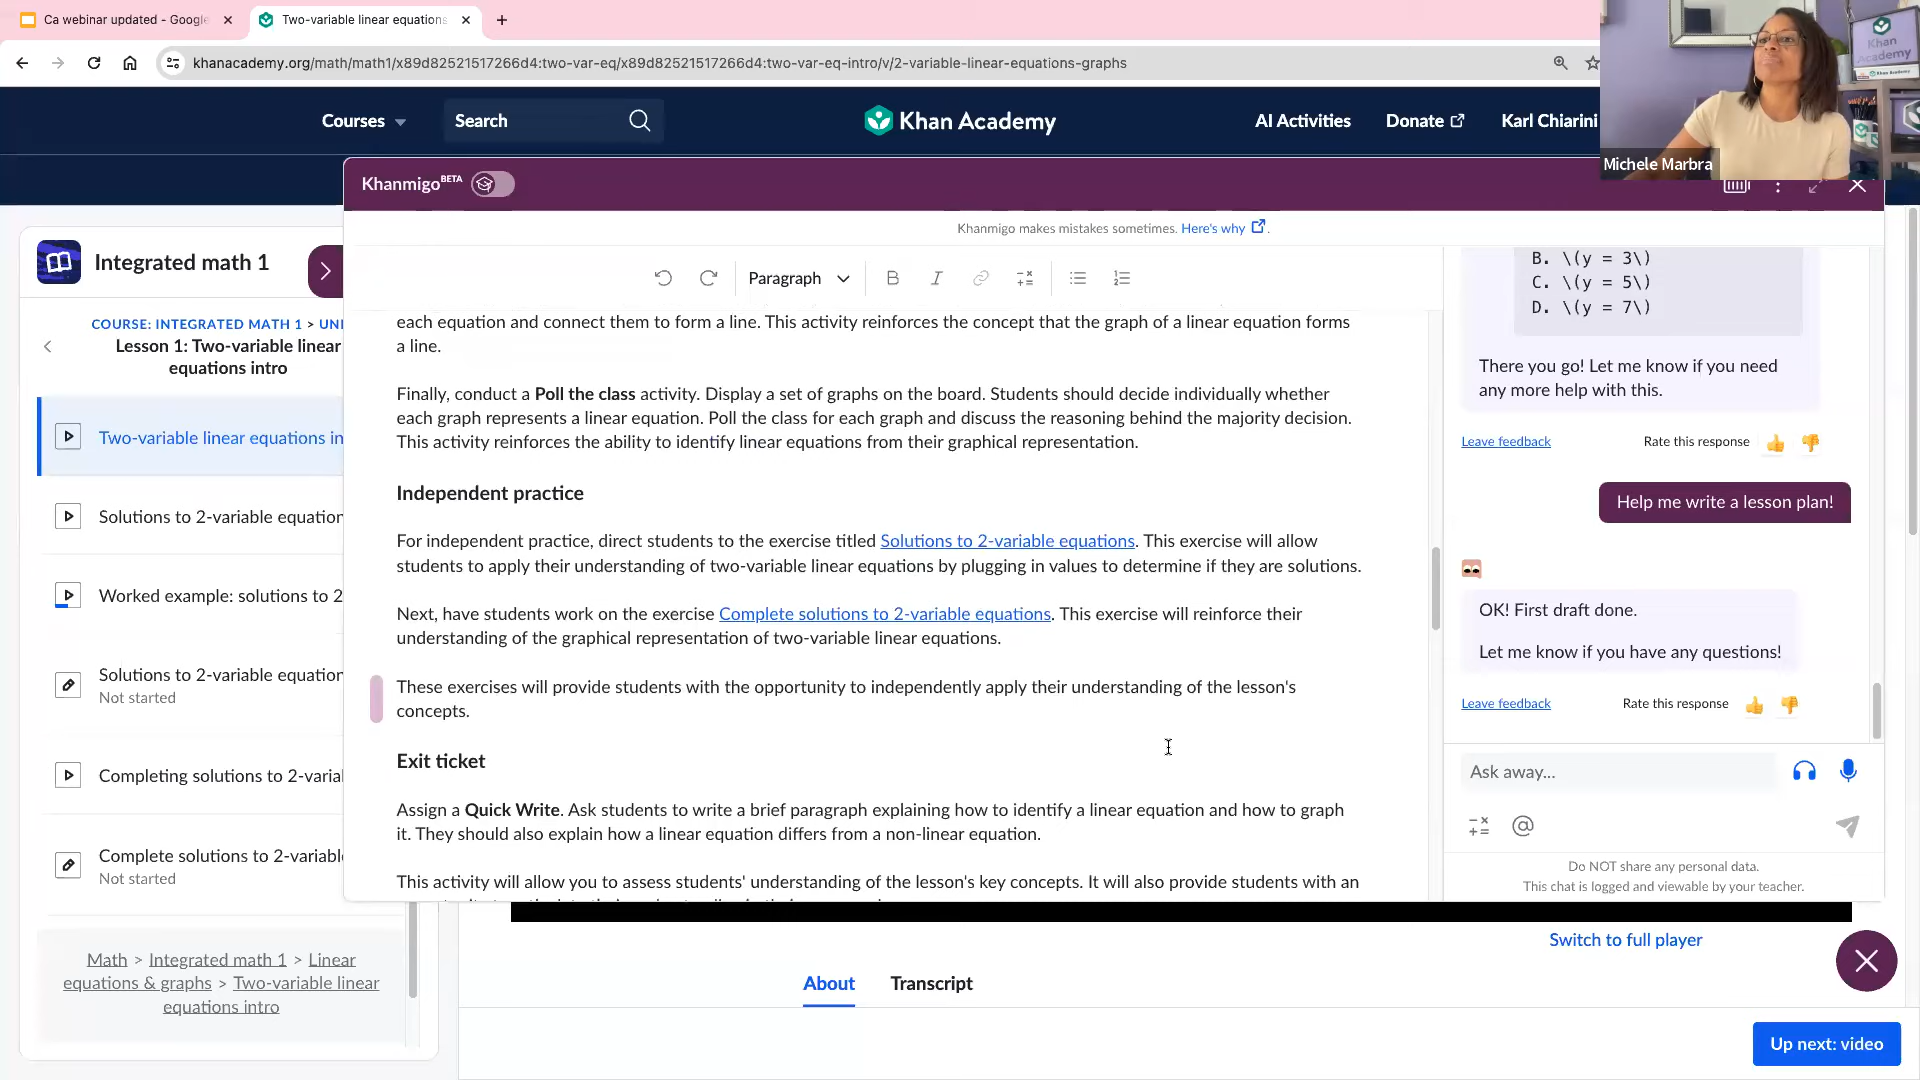 Ca webinar updated - Google
Two-variable linear equations
khanacademy.org/math/math1/x89d82521517266d4:two-var-eq/x89d82521517266d4:two-var-eq-intro/v/2-variable-linear-equations-graphs
Courses
Search
Khan Academy
AI Activities
Donate
Karl Chiarini
Khan
Academy
Khan Academy
Michele Marbra
Khanmigo BETA
Khanmigo makes mistakes sometimes. Here's why.
Integrated math 1
COURSE: INTEGRATED MATH 1 > UNI
Lesson 1: Two-variable linear
equations intro
Two-variable linear equations in
Solutions to 2-variable equation
Worked example: solutions to 2
Solutions to 2-variable equation
Not started
Completing solutions to 2-varial
Complete solutions to 2-variabl
Not started
Math > Integrated math 1 > Linear
equations & graphs > Two-variable linear
equations intro
Paragraph
B I
each equation and connect them to form a line. This activity reinforces the concept that the graph of a linear equation forms
a line.
Finally, conduct a Poll the class activity. Display a set of graphs on the board. Students should decide individually whether
each graph represents a linear equation. Poll the class for each graph and discuss the reasoning behind the majority decision.
This activity reinforces the ability to identify linear equations from their graphical representation.
Independent practice
For independent practice, direct students to the exercise titled Solutions to 2-variable equations. This exercise will allow
students to apply their understanding of two-variable linear equations by plugging in values to determine if they are solutions.
Next, have students work on the exercise Complete solutions to 2-variable equations. This exercise will reinforce their
understanding of the graphical representation of two-variable linear equations.
These exercises will provide students with the opportunity to independently apply their understanding of the lesson's
concepts.
Exit ticket
Assign a Quick Write. Ask students to write a brief paragraph explaining how to identify a linear equation and how to graph
it. They should also explain how a linear equation differs from a non-linear equation.
This activity will allow you to assess students' understanding of the lesson's key concepts. It will also provide students with an
B. \(y = 3\)
C. \(y = 5\)
D. \(y = 7\)
There you go! Let me know if you need
any more help with this.
Leave feedback
Rate this response
Help me write a lesson plan!
OK! First draft done.
Let me know if you have any questions!
Leave feedback
Rate this response
Ask away...
Do NOT share any personal data.
This chat is logged and viewable by your teacher.
Switch to full player
About
Transcript
Up next: video